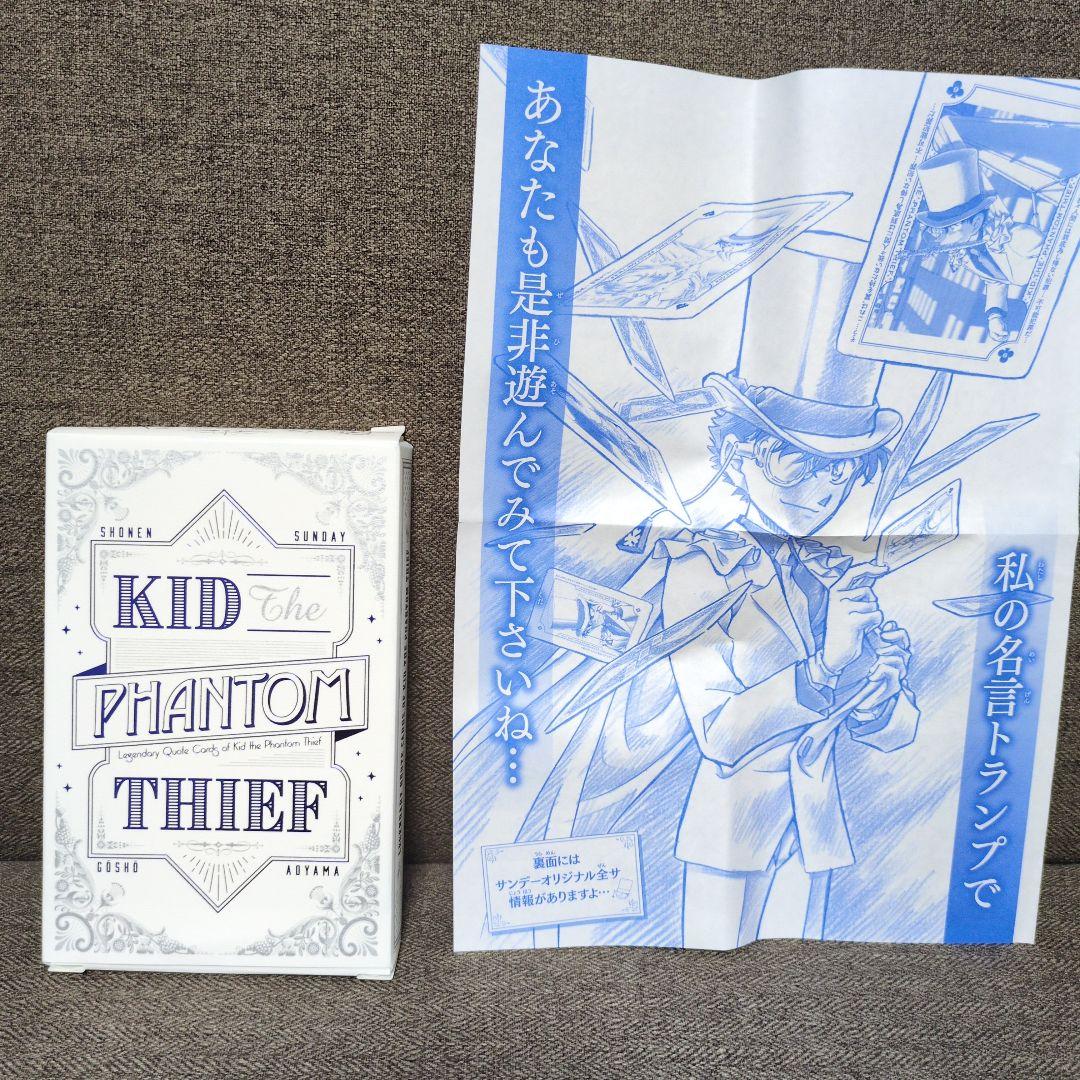 SHONEN SUNDAY
KID The
PHANTOM
Legendary Quote Cards of Kid the Phantom Thief
THIEF
GOSHO AOYAMA
私の名言トランプで
あなたも是非遊んでみて下さいね…
裏面には
サンデーオリジナル全サ
情報がありますよ…